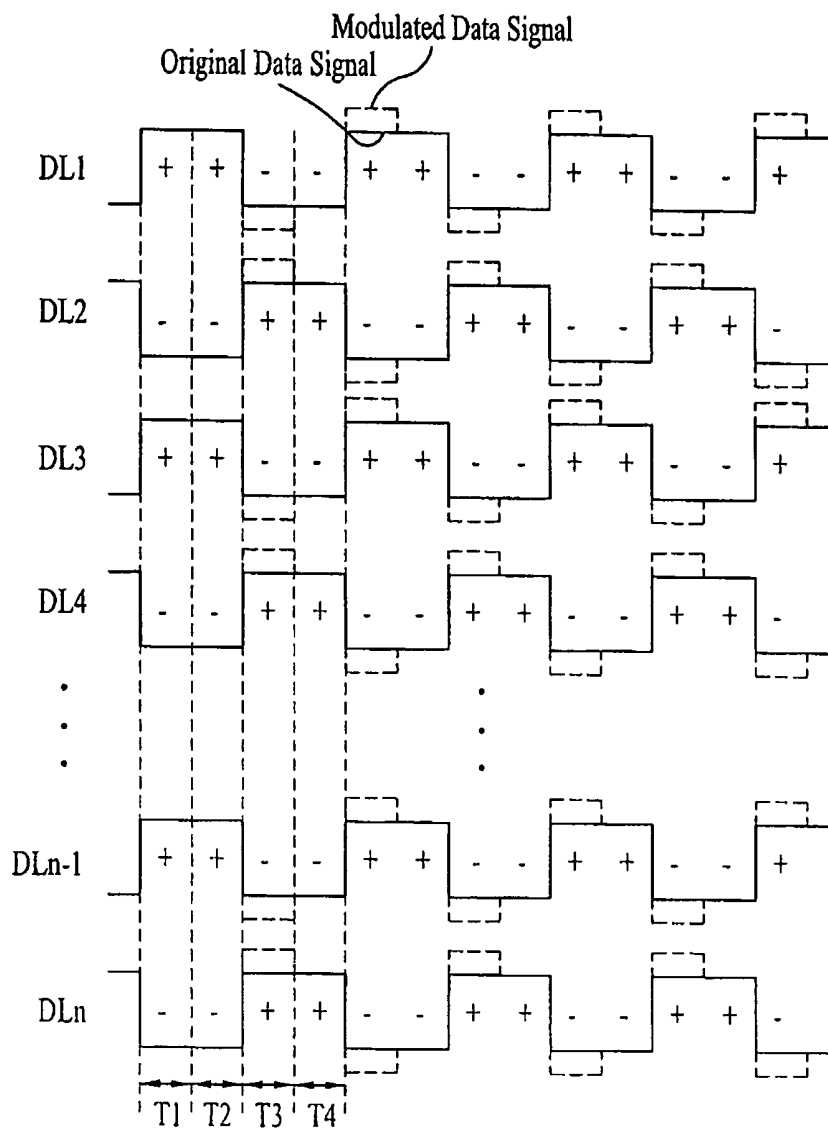 Modulated Data Signal
Original Data Signal
DL1 + + - - + + - - + + - - +
DL2 - - + + - - + + - - + + -
DL3 + + - - + + - - + + - - +
DL4 - - + + - - + + - - + + -
DLn-1 + + - - + + - - + + - - +
DLn - - + + - - + + - - + + -
T1 T2 T3 T4